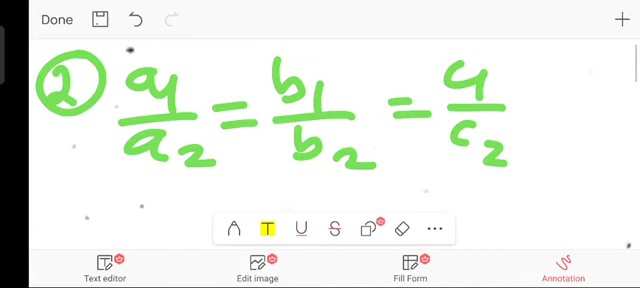 Done
② a₁/a₂ = b₁/b₂ = c₁/c₂
T U S
Text editor Edit image Fill Form Annotation